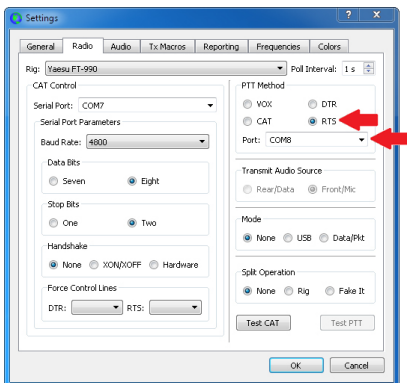 Settings
General Radio Audio Tx Macros Reporting Frequencies Colors
Rig: Yaesu FT-990 Poll Interval: 1 s
CAT Control
Serial Port: COM7
Serial Port Parameters
Baud Rate: 4800
Data Bits
Seven Eight
Stop Bits
One Two
Handshake
None XON/XOFF Hardware
Force Control Lines
DTR: RTS:
PTT Method
VOX DTR
CAT RTS
Port: COM8
Transmit Audio Source
Rear/Data Front/Mic
Mode
None USB Data/Pkt
Split Operation
None Rig Fake It
Test CAT Test PTT
OK Cancel